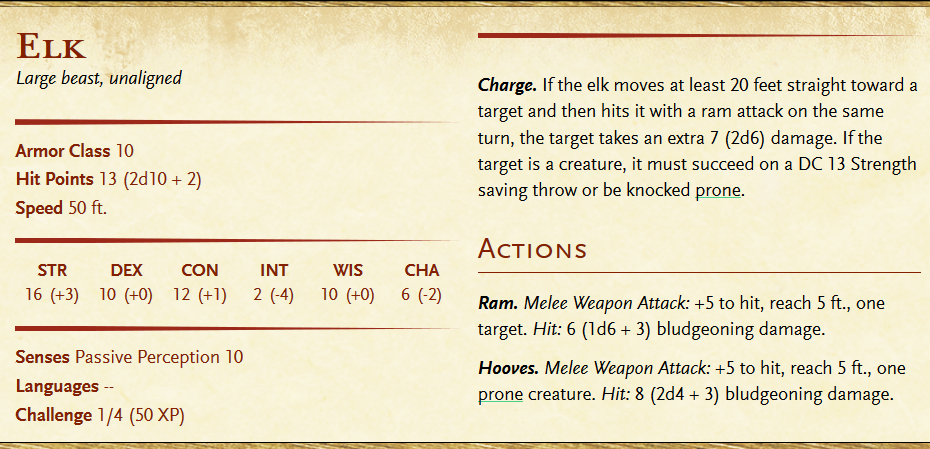 Elk
Large beast, unaligned
Armor Class 10
Hit Points 13 (2d10 + 2)
Speed 50 ft.
STR DEX CON INT WIS CHA
16 (+3) 10 (+0) 12 (+1) 2 (-4) 10 (+0) 6 (-2)
Senses Passive Perception 10
Languages --
Challenge 1/4 (50 XP)
Charge. If the elk moves at least 20 feet straight toward a
target and then hits it with a ram attack on the same
turn, the target takes an extra 7 (2d6) damage. If the
target is a creature, it must succeed on a DC 13 Strength
saving throw or be knocked prone.
Actions
Ram. Melee Weapon Attack: +5 to hit, reach 5 ft., one
target. Hit: 6 (1d6 + 3) bludgeoning damage.
Hooves. Melee Weapon Attack: +5 to hit, reach 5 ft., one
prone creature. Hit: 8 (2d4 + 3) bludgeoning damage.